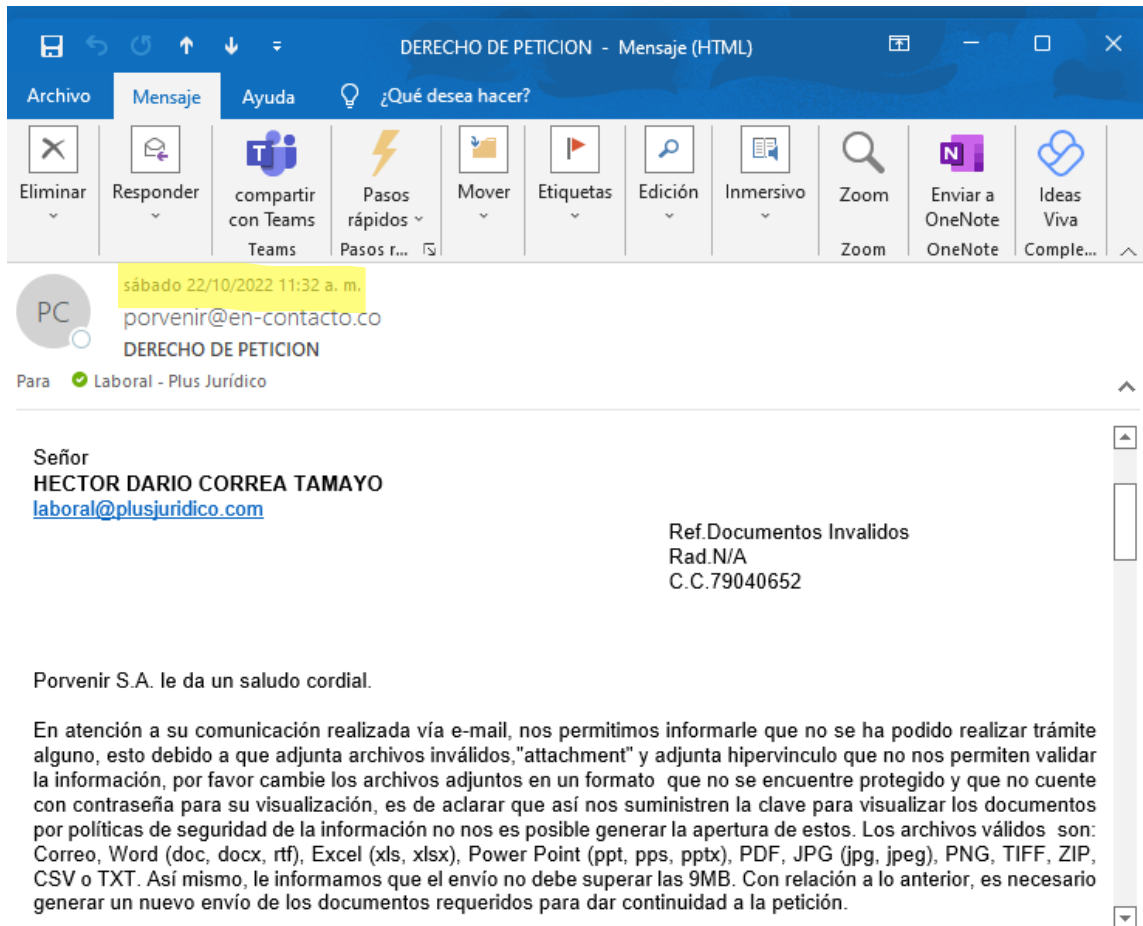 DERECHO DE PETICION - Mensaje (HTML)
Archivo Mensaje Ayuda ¿Qué desea hacer?
Eliminar Responder compartir con Teams Pasos rápidos Mover Etiquetas Edición Inmersivo Zoom Enviar a OneNote Ideas Viva
Teams Pasos r... Zoom OneNote Comple...
PC
sábado 22/10/2022 11:32 a. m.
porvenir@en-contacto.co
DERECHO DE PETICION
Para Laboral - Plus Jurídico
Señor
HECTOR DARIO CORREA TAMAYO
laboral@plusjuridico.com
Ref.Documentos Invalidos
Rad.N/A
C.C.79040652
Porvenir S.A. le da un saludo cordial.
En atención a su comunicación realizada vía e-mail, nos permitimos informarle que no se ha podido realizar trámite
alguno, esto debido a que adjunta archivos inválidos,"attachment" y adjunta hipervinculo que no nos permiten validar
la información, por favor cambie los archivos adjuntos en un formato que no se encuentre protegido y que no cuente
con contraseña para su visualización, es de aclarar que así nos suministren la clave para visualizar los documentos
por políticas de seguridad de la información no nos es posible generar la apertura de estos. Los archivos válidos son:
Correo, Word (doc, docx, rtf), Excel (xls, xlsx), Power Point (ppt, pps, pptx), PDF, JPG (jpg, jpeg), PNG, TIFF, ZIP,
CSV o TXT. Así mismo, le informamos que el envío no debe superar las 9MB. Con relación a lo anterior, es necesario
generar un nuevo envío de los documentos requeridos para dar continuidad a la petición.